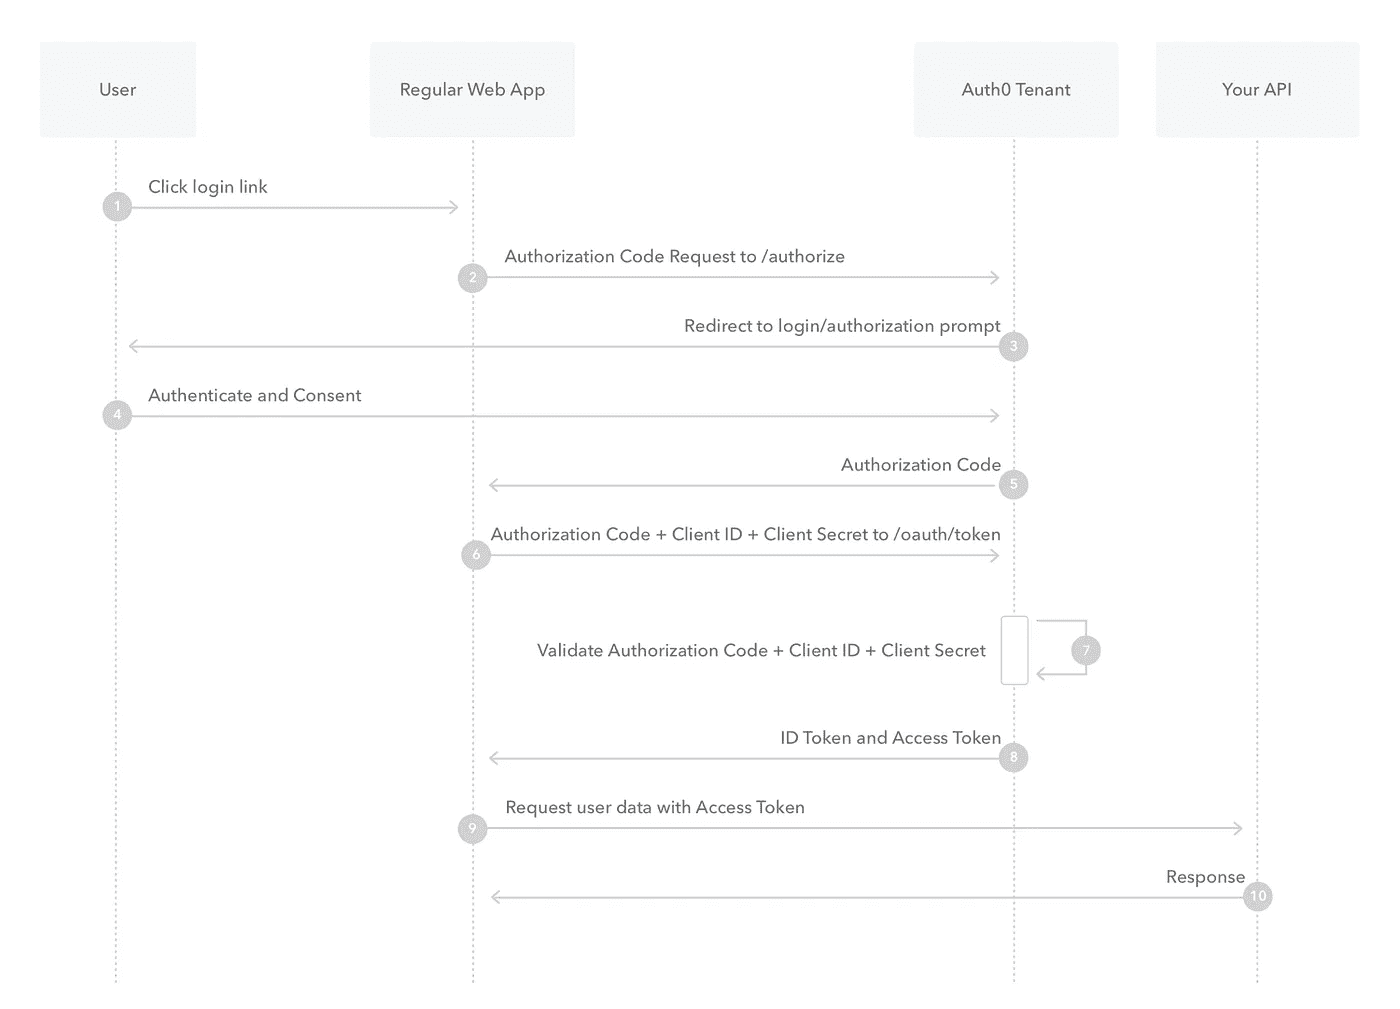 User
Regular Web App
Auth0 Tenant
Your API
Click login link
1
Authorization Code Request to /authorize
2
Redirect to login/authorization prompt
3
Authenticate and Consent
4
Authorization Code
5
Authorization Code + Client ID + Client Secret to /oauth/token
6
Validate Authorization Code + Client ID + Client Secret
7
ID Token and Access Token
8
Request user data with Access Token
9
Response
10